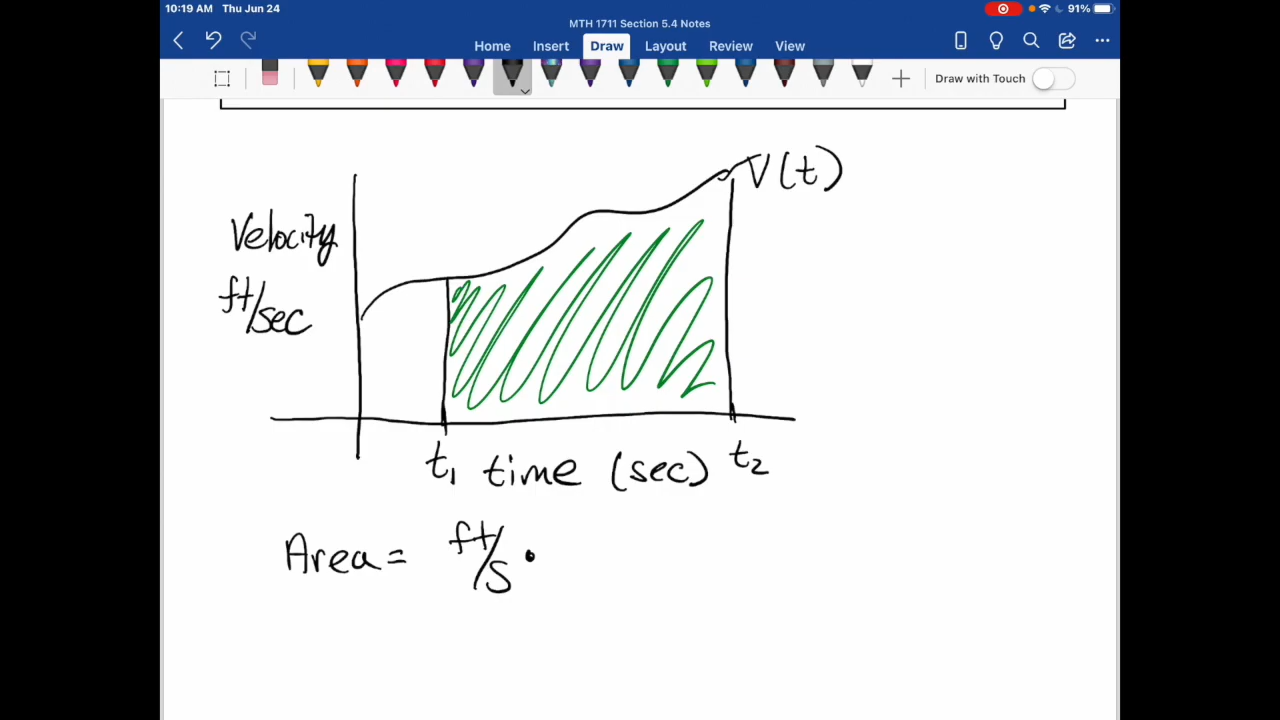 10:19 AM Thu Jun 24
91%
MTH 1711 Section 5.4 Notes
Home Insert Draw Layout Review View
Draw with Touch
V(t)
Velocity
ft/sec
t1 time (sec) t2
Area = ft/s •